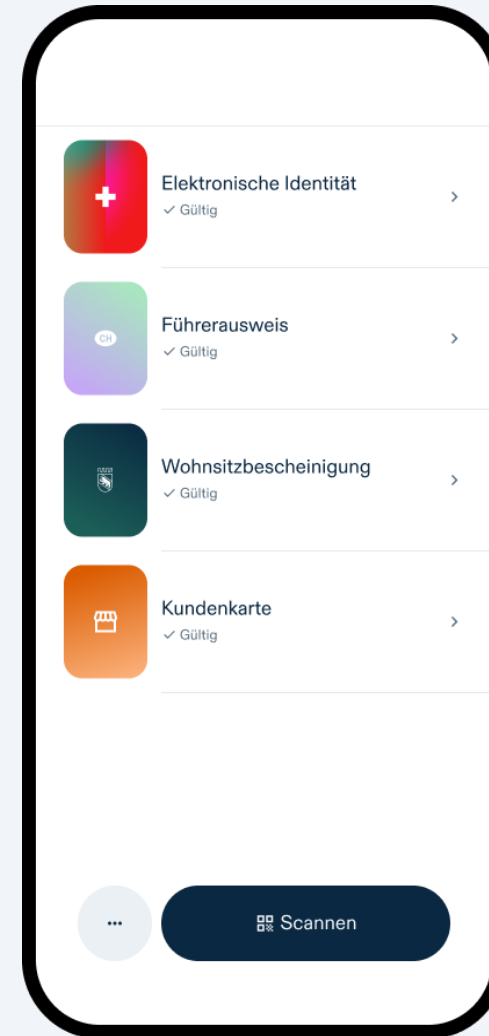 Elektronische Identität
Gültig
CH
Führerausweis
Gültig
Wohnsitzbescheinigung
Gültig
Kundenkarte
Gültig
Scannen